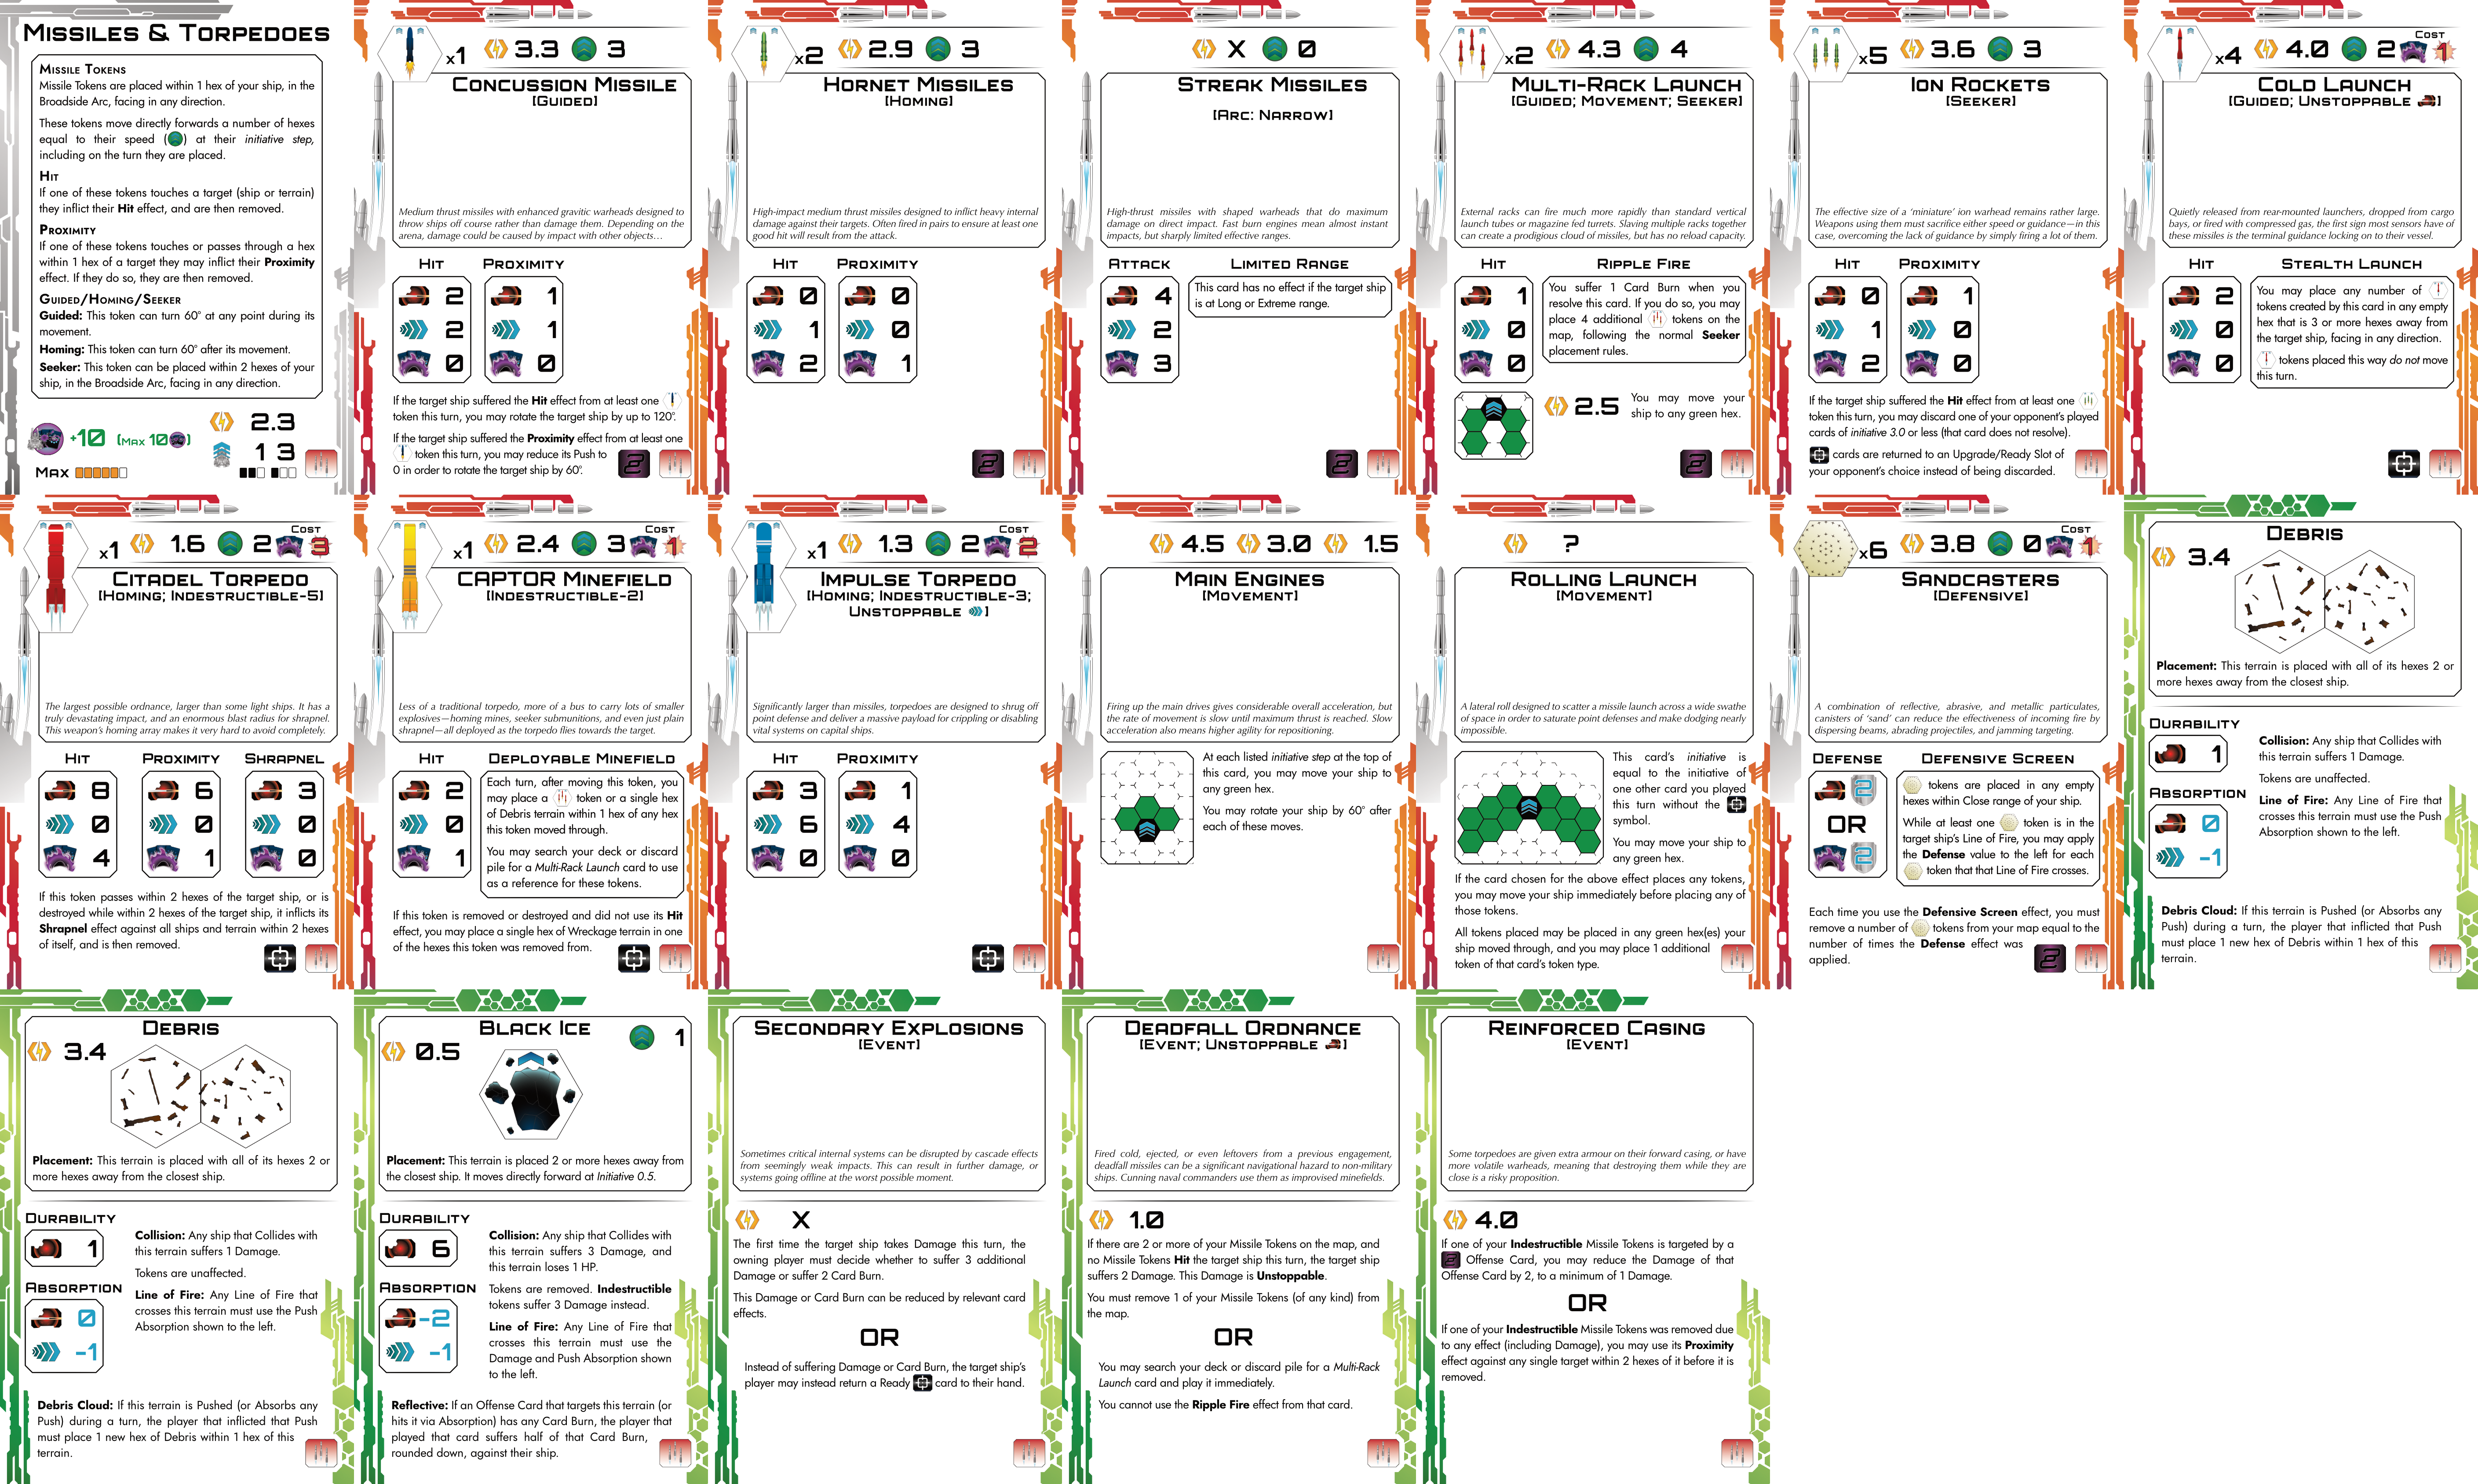 MISSILES & TORPEDOES
MISSILE TOKENS
Missile Tokens are placed within 1 hex of your ship, in the
Broadside Arc, facing in any direction.
These tokens move directly forwards a number of hexes
equal to their speed ( ) at their initiative step,
including on the turn they are placed.
HIT
If one of these tokens touches a target (ship or terrain)
they inflict their Hit effect, and are then removed.
PROXIMITY
If one of these tokens touches or passes through a hex
within 1 hex of a target they may inflict their Proximity
effect. If they do so, they are then removed.
GUIDED/HOMING/SEEKER
Guided: This token can turn 60° at any point during its
movement.
Homing: This token can turn 60° after its movement.
Seeker: This token can be placed within 2 hexes of your
ship, in the Broadside Arc, facing in any direction.
+10 (MAX 10 )
2.3
1 3
MAX
x1 3.3 3
CONCUSSION MISSILE
[GUIDED]
Medium thrust missiles with enhanced gravitic warheads designed to
throw ships off course rather than damage them. Depending on the
arena, damage could be caused by impact with other objects...
HIT PROXIMITY
2 1
2 1
0 0
If the target ship suffered the Hit effect from at least one
token this turn, you may rotate the target ship by up to 120°.
If the target ship suffered the Proximity effect from at least one
token this turn, you may reduce its Push to
0 in order to rotate the target ship by 60°.
2
x2 2.9 3
HORNET MISSILES
[HOMING]
High-impact medium thrust missiles designed to inflict heavy internal
damage against their targets. Often fired in pairs to ensure at least one
good hit will result from the attack.
HIT PROXIMITY
0 0
1 0
2 1
2
X 0
STREAK MISSILES
[ARC: NARROW]
High-thrust missiles with shaped warheads that do maximum
damage on direct impact. Fast burn engines mean almost instant
impacts, but sharply limited effective ranges.
ATTACK LIMITED RANGE
4
2
3
This card has no effect if the target ship
is at Long or Extreme range.
2
x2 4.3 4
MULTI-RACK LAUNCH
[GUIDED; MOVEMENT; SEEKER]
External racks can fire much more rapidly than standard vertical
launch tubes or magazine fed turrets. Slaving multiple racks together
can create a prodigious cloud of missiles, but has no reload capacity.
HIT RIPPLE FIRE
1
0
0
You suffer 1 Card Burn when you
resolve this card. If you do so, you may
place 4 additional tokens on the
map, following the normal Seeker
placement rules.
2.5
You may move your
ship to any green hex.
2
x5 3.6 3
ION ROCKETS
[SEEKER]
The effective size of a 'miniature' ion warhead remains rather large.
Weapons using them must sacrifice either speed or guidance—in this
case, overcoming the lack of guidance by simply firing a lot of them.
HIT PROXIMITY
0 1
1 0
2 0
If the target ship suffered the Hit effect from at least one
token this turn, you may discard one of your opponent's played
cards of initiative 3.0 or less (that card does not resolve).
cards are returned to an Upgrade/Ready Slot of
your opponent's choice instead of being discarded.
COST
x4 4.0 2 1
COLD LAUNCH
[GUIDED; UNSTOPPABLE ]
Quietly released from rear-mounted launchers, dropped from cargo
bays, or fired with compressed gas, the first sign most sensors have of
these missiles is the terminal guidance locking on to their vessel.
HIT STEALTH LAUNCH
2
0
0
You may place any number of
tokens created by this card in any empty
hex that is 3 or more hexes away from
the target ship, facing in any direction.
tokens placed this way do not move
this turn.
COST
x1 1.6 2 3
CITADEL TORPEDO
[HOMING; INDESTRUCTIBLE-5]
The largest possible ordnance, larger than some light ships. It has a
truly devastating impact, and an enormous blast radius for shrapnel.
This weapon's homing array makes it very hard to avoid completely.
HIT PROXIMITY SHRAPNEL
8 6 3
0 0 0
4 1 0
If this token passes within 2 hexes of the target ship, or is
destroyed while within 2 hexes of the target ship, it inflicts its
Shrapnel effect against all ships and terrain within 2 hexes
of itself, and is then removed.
COST
x1 2.4 3 1
CAPTOR MINEFIELD
[INDESTRUCTIBLE-2]
Less of a traditional torpedo, more of a bus to carry lots of smaller
explosives—homing mines, seeker submunitions, and even just plain
shrapnel—all deployed as the torpedo flies towards the target.
HIT DEPLOYABLE MINEFIELD
2
0
1
Each turn, after moving this token, you
may place a token or a single hex
of Debris terrain within 1 hex of any hex
this token moved through.
You may search your deck or discard
pile for a Multi-Rack Launch card to use
as a reference for these tokens.
If this token is removed or destroyed and did not use its Hit
effect, you may place a single hex of Wreckage terrain in one
of the hexes this token was removed from.
COST
x1 1.3 2 2
IMPULSE TORPEDO
[HOMING; INDESTRUCTIBLE-3;
UNSTOPPABLE ]
Significantly larger than missiles, torpedoes are designed to shrug off
point defense and deliver a massive payload for crippling or disabling
vital systems on capital ships.
HIT PROXIMITY
3 1
6 4
0 0
4.5 3.0 1.5
MAIN ENGINES
[MOVEMENT]
Firing up the main drives gives considerable overall acceleration, but
the rate of movement is slow until maximum thrust is reached. Slow
acceleration also means higher agility for repositioning.
At each listed initiative step at the top of
this card, you may move your ship to
any green hex.
You may rotate your ship by 60° after
each of these moves.
?
ROLLING LAUNCH
[MOVEMENT]
A lateral roll designed to scatter a missile launch across a wide swathe
of space in order to saturate point defenses and make dodging nearly
impossible.
This card's initiative is
equal to the initiative of
one other card you played
this turn without the
symbol.
You may move your ship to
any green hex.
If the card chosen for the above effect places any tokens,
you may move your ship immediately before placing any of
those tokens.
All tokens placed may be placed in any green hex(es) your
ship moved through, and you may place 1 additional
token of that card's token type.
COST
x6 3.8 0 1
SANDCASTERS
[DEFENSIVE]
A combination of reflective, abrasive, and metallic particulates,
canisters of 'sand' can reduce the effectiveness of incoming fire by
dispersing beams, abrading projectiles, and jamming targeting.
DEFENSE DEFENSIVE SCREEN
2
OR
2
tokens are placed in any empty
hexes within Close range of your ship.
While at least one token is in the
target ship's Line of Fire, you may apply
the Defense value to the left for each
token that that Line of Fire crosses.
Each time you use the Defensive Screen effect, you must
remove a number of tokens from your map equal to the
number of times the Defense effect was
applied.
2
DEBRIS
3.4
Placement: This terrain is placed with all of its hexes 2 or
more hexes away from the closest ship.
DURABILITY
1
ABSORPTION
0
-1
Collision: Any ship that Collides with
this terrain suffers 1 Damage.
Tokens are unaffected.
Line of Fire: Any Line of Fire that
crosses this terrain must use the Push
Absorption shown to the left.
Debris Cloud: If this terrain is Pushed (or Absorbs any
Push) during a turn, the player that inflicted that Push
must place 1 new hex of Debris within 1 hex of this
terrain.
DEBRIS
3.4
Placement: This terrain is placed with all of its hexes 2 or
more hexes away from the closest ship.
DURABILITY
1
ABSORPTION
0
-1
Collision: Any ship that Collides with
this terrain suffers 1 Damage.
Tokens are unaffected.
Line of Fire: Any Line of Fire that
crosses this terrain must use the Push
Absorption shown to the left.
Debris Cloud: If this terrain is Pushed (or Absorbs any
Push) during a turn, the player that inflicted that Push
must place 1 new hex of Debris within 1 hex of this
terrain.
BLACK ICE
0.5 1
Placement: This terrain is placed 2 or more hexes away from
the closest ship. It moves directly forward at Initiative 0.5.
DURABILITY
6
ABSORPTION
-2
-1
Collision: Any ship that Collides with
this terrain suffers 3 Damage, and
this terrain loses 1 HP.
Tokens are removed. Indestructible
tokens suffer 3 Damage instead.
Line of Fire: Any Line of Fire that
crosses this terrain must use the
Damage and Push Absorption shown
to the left.
Reflective: If an Offense Card that targets this terrain (or
hits it via Absorption) has any Card Burn, the player that
played that card suffers half of that Card Burn,
rounded down, against their ship.
SECONDARY EXPLOSIONS
[EVENT]
Sometimes critical internal systems can be disrupted by cascade effects
from seemingly weak impacts. This can result in further damage, or
systems going offline at the worst possible moment.
X
The first time the target ship takes Damage this turn, the
owning player must decide whether to suffer 3 additional
Damage or suffer 2 Card Burn.
This Damage or Card Burn can be reduced by relevant card
effects.
OR
Instead of suffering Damage or Card Burn, the target ship's
player may instead return a Ready card to their hand.
DEADFALL ORDNANCE
[EVENT; UNSTOPPABLE ]
Fired cold, ejected, or even leftovers from a previous engagement,
deadfall missiles can be a significant navigational hazard to non-military
ships. Cunning naval commanders use them as improvised minefields.
1.0
If there are 2 or more of your Missile Tokens on the map, and
no Missile Tokens Hit the target ship this turn, the target ship
suffers 2 Damage. This Damage is Unstoppable.
You must remove 1 of your Missile Tokens (of any kind) from
the map.
OR
You may search your deck or discard pile for a Multi-Rack
Launch card and play it immediately.
You cannot use the Ripple Fire effect from that card.
REINFORCED CASING
[EVENT]
Some torpedoes are given extra armour on their forward casing, or have
more volatile warheads, meaning that destroying them while they are
close is a risky proposition.
4.0
If one of your Indestructible Missile Tokens is targeted by a
2 Offense Card, you may reduce the Damage of that
Offense Card by 2, to a minimum of 1 Damage.
OR
If one of your Indestructible Missile Tokens was removed due
to any effect (including Damage), you may use its Proximity
effect against any single target within 2 hexes of it before it is
removed.